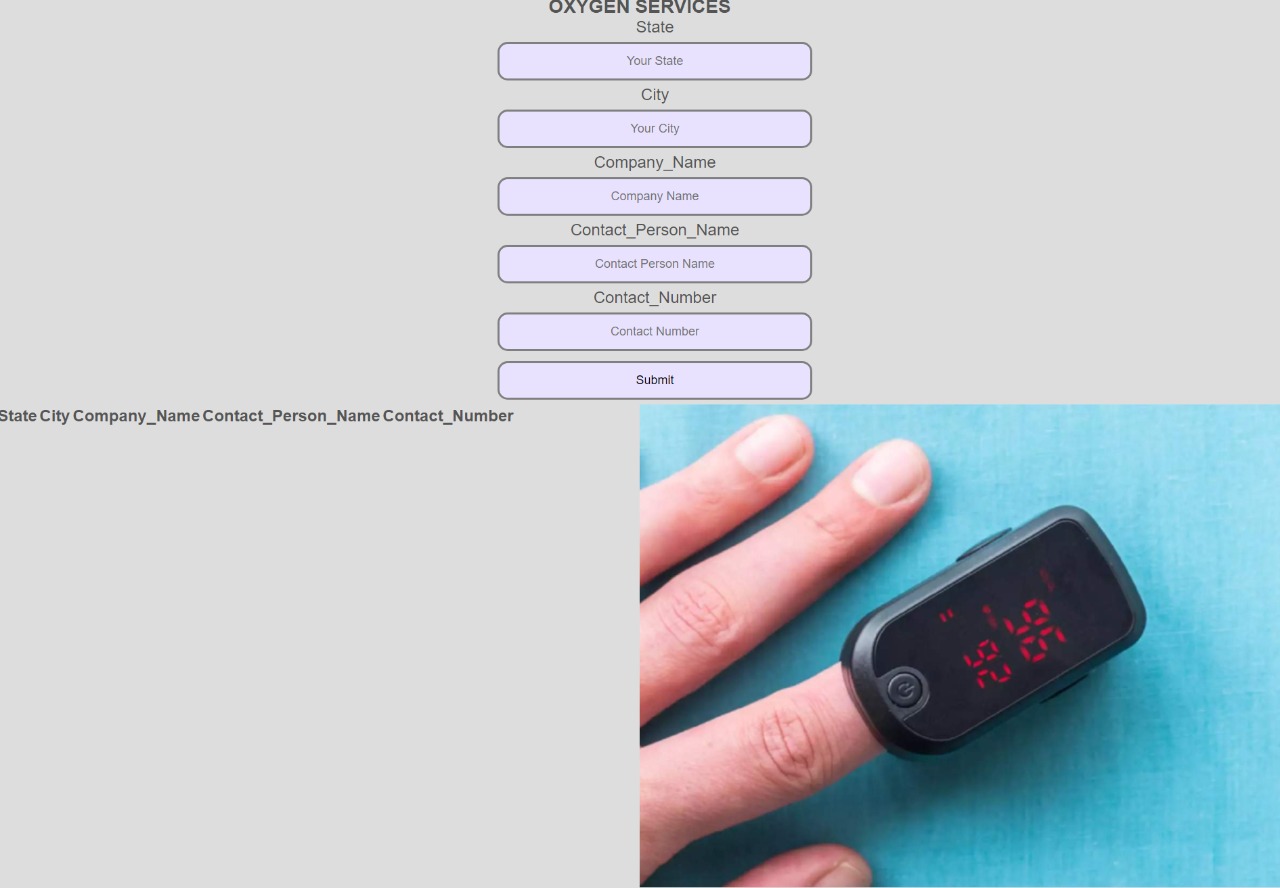 OXYGEN SERVICES
State
Your State
City
Your City
Company_Name
Company Name
Contact_Person_Name
Contact Person Name
Contact_Number
Contact Number
Submit
State City Company_Name Contact_Person_Name Contact_Number